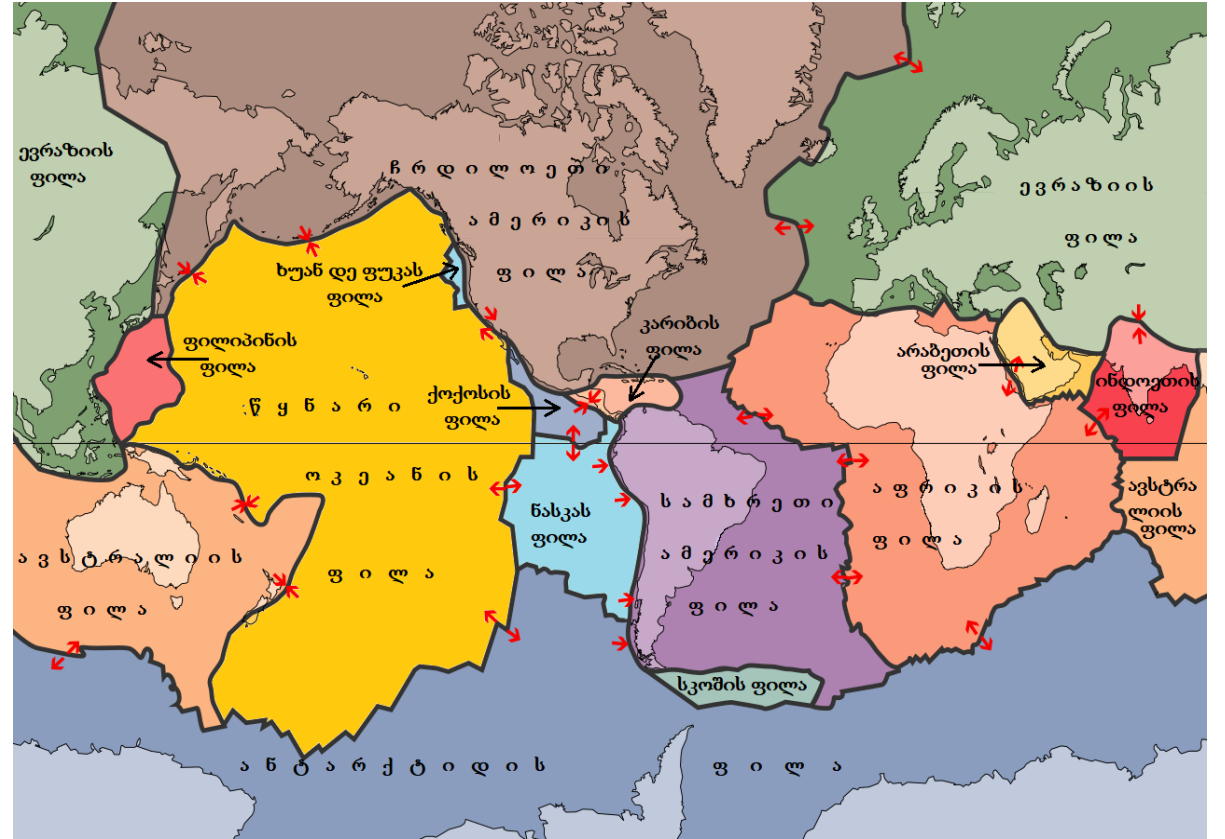 ევრაზიის
ფილა
ჩრდილოეთი
ამერიკის
ფილა
ევრაზიის
ფილა
ხუან დე ფუკას
ფილა
ფილიპინის
ფილა
კარიბის
ფილა
არაბეთის
ფილა
ინდოეთის
ფილა
ქოქოსის
ფილა
წყნარი
ოკეანის
ფილა
ნასკას
ფილა
სამხრეთი
ამერიკის
ფილა
აფრიკის
ფილა
ავსტრა
ლიის
ფილა
ავსტრალიის
ფილა
სკოშის ფილა
ანტარქტიდის ფილა